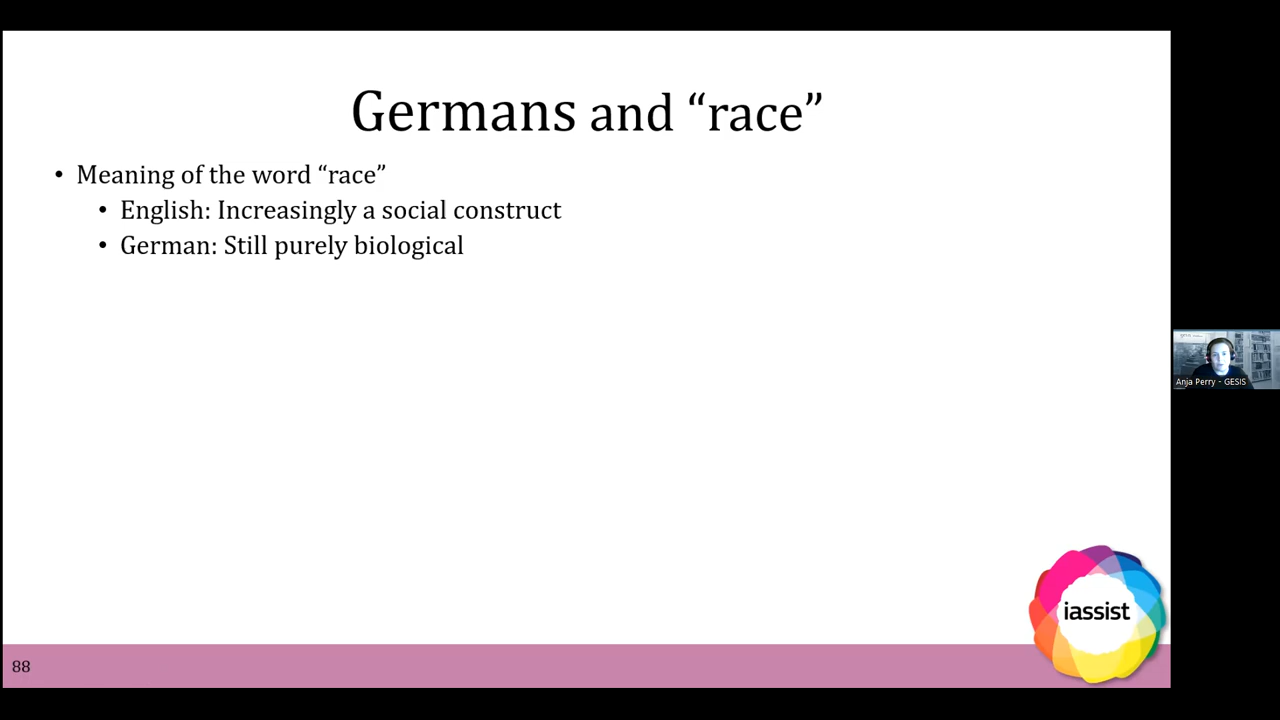 Germans and “race”
• Meaning of the word “race”
• English: Increasingly a social construct
• German: Still purely biological
Anja Perry - GESIS
iassist
88